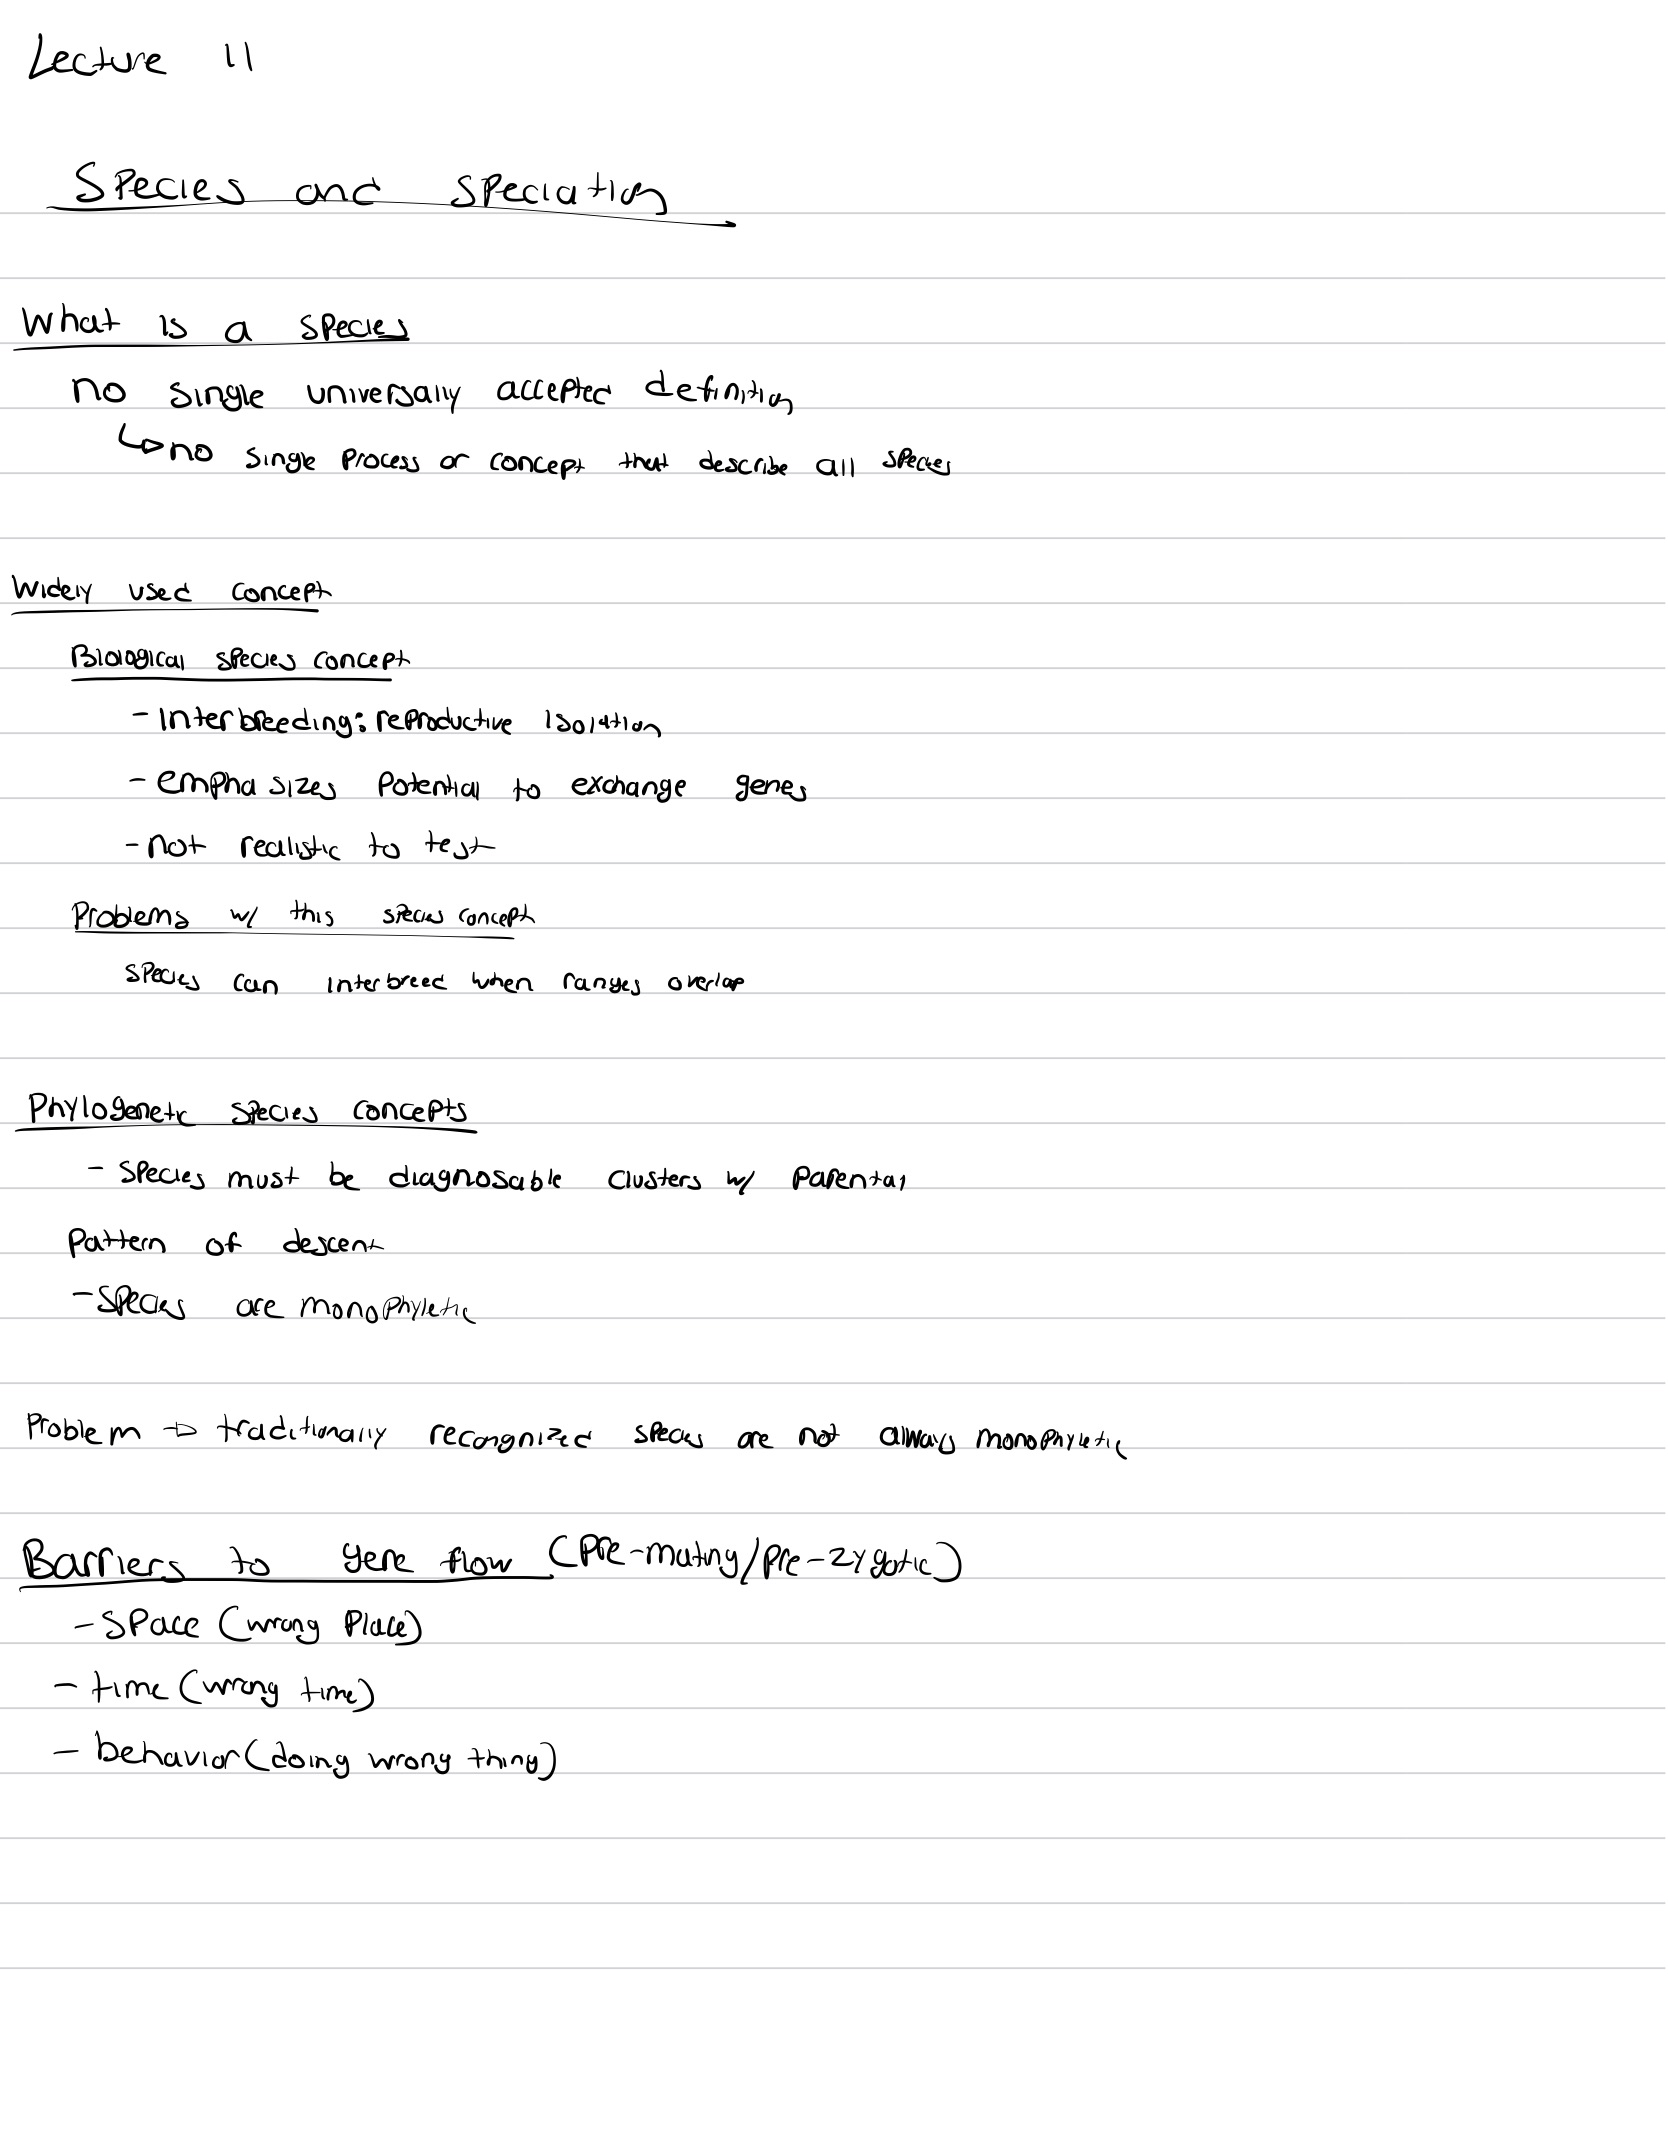 Lecture 11
Species and speciation
What is a species
no single universally accepted definition
↳ no single process or concept that describe all species
Widely used concept
Biological species concept
- Interbreeding: reproductive isolation
- emphasizes potential to exchange genes
- not realistic to test
Problems w/ this species concept
species can interbreed when ranges overlap
Phylogenetic species concepts
- species must be diagnosable clusters w/ parental
pattern of descent
- species are monophyletic
Problem → traditionally recognized species are not always monophyletic
Barriers to gene flow (pre-mating/pre-zygotic)
- space (wrong place)
- time (wrong time)
- behavior (doing wrong thing)